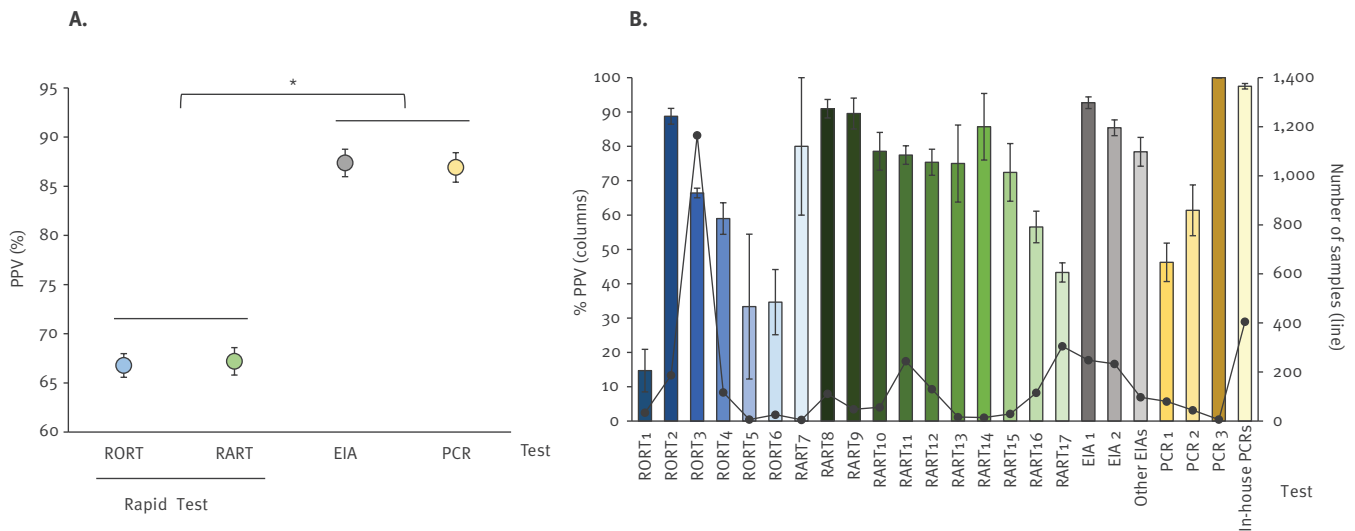 A.
PPV (%)
95
90
85
80
75
70
65
60
*
RORT
RART
EIA
PCR
Test
Rapid Test
B.
% PPV (columns)
100
90
80
70
60
50
40
30
20
10
0
1,400
1,200
1,000
800
600
400
200
0
Number of samples (line)
RORT1
RORT2
RORT3
RORT4
RORT5
RORT6
RART7
RART8
RART9
RART10
RART11
RART12
RART13
RART14
RART15
RART16
RART17
EIA 1
EIA 2
Other EIAs
PCR 1
PCR 2
PCR 3
In-house PCRs
Test